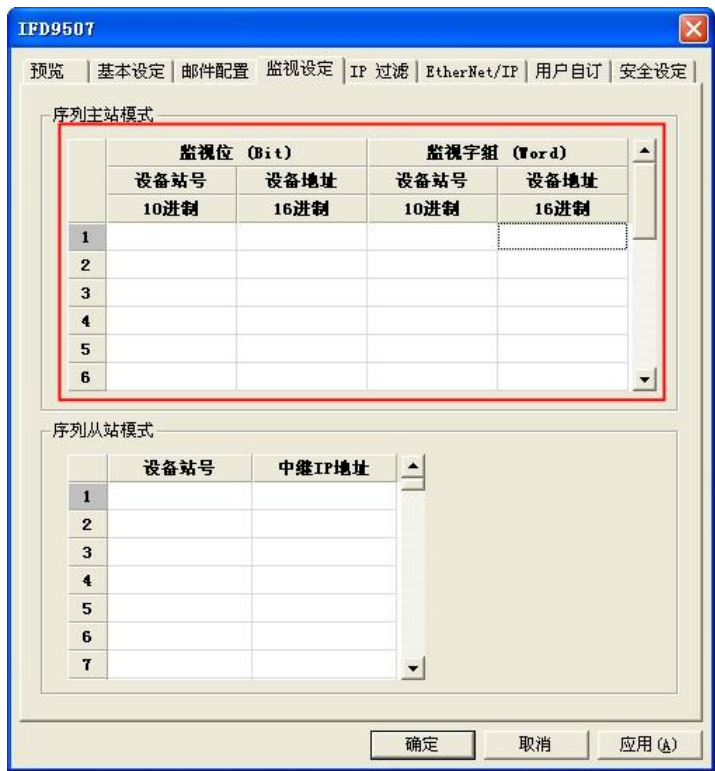 IFD9507
预览 基本设定 邮件配置 监视设定 IP 过滤 EtherNet/IP 用户自订 安全设定
序列主站模式
监视位 (Bit) 监视字组 (Word)
设备站号 设备地址 设备站号 设备地址
10进制 16进制 10进制 16进制
1
2
3
4
5
6
序列从站模式
设备站号 中继IP地址
1
2
3
4
5
6
7
确定 取消 应用(A)